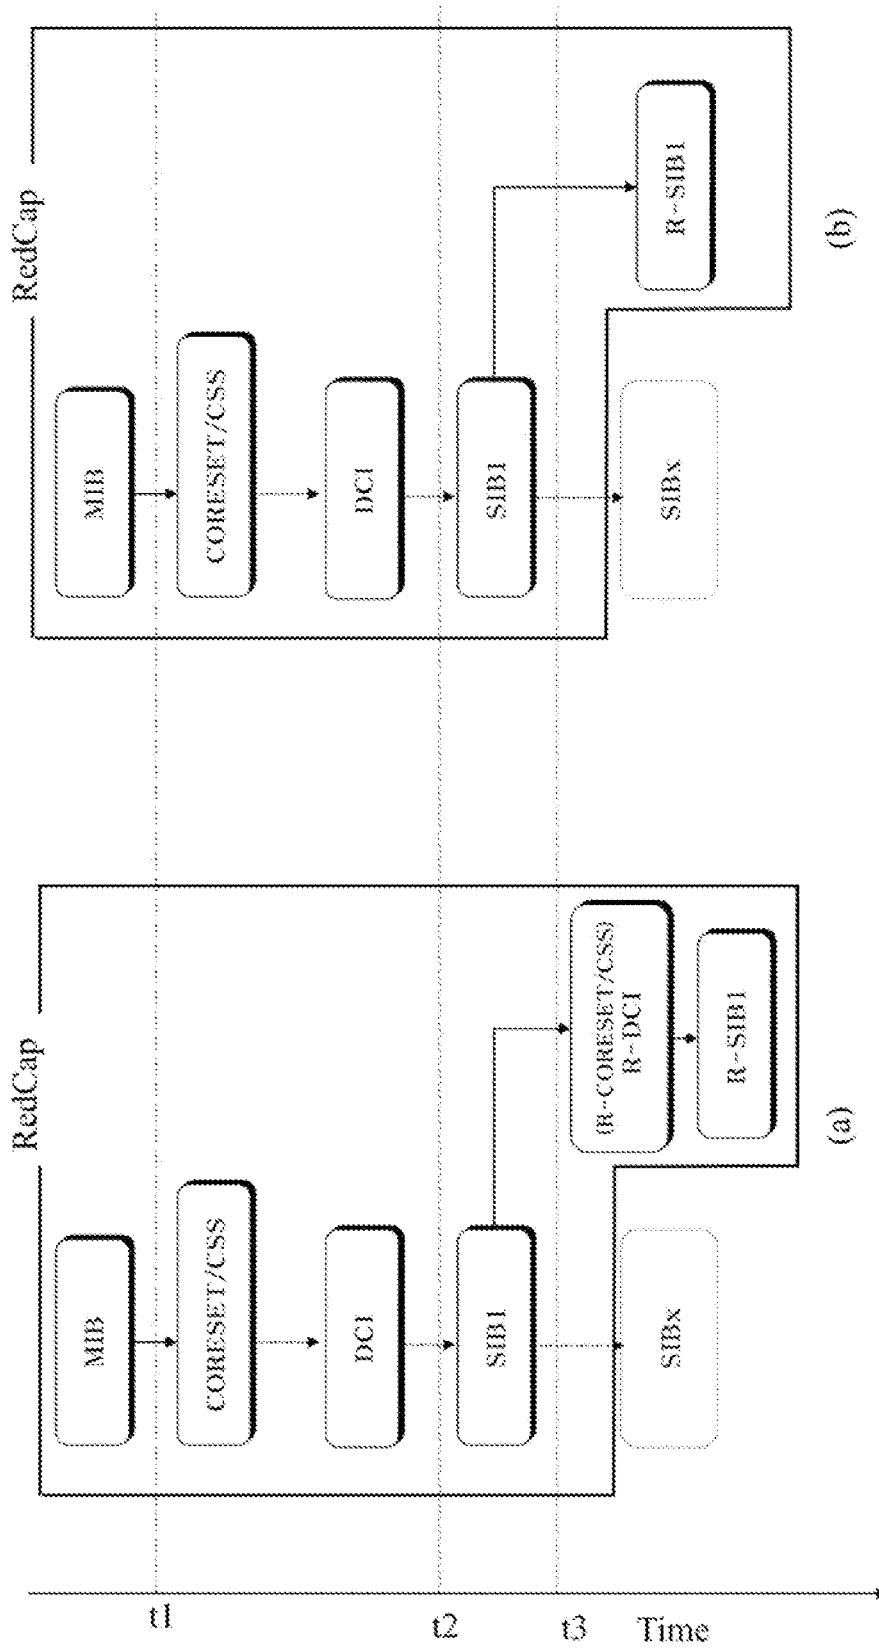 RedCap
MIB
CORESET/CSS
DCI
SIB1
SIBx
(R-CORESET/CSS)
R-DCI
R-SIB1
(a)
RedCap
MIB
CORESET/CSS
DCI
SIB1
SIBx
R-SIB1
(b)
t1
t2
t3
Time